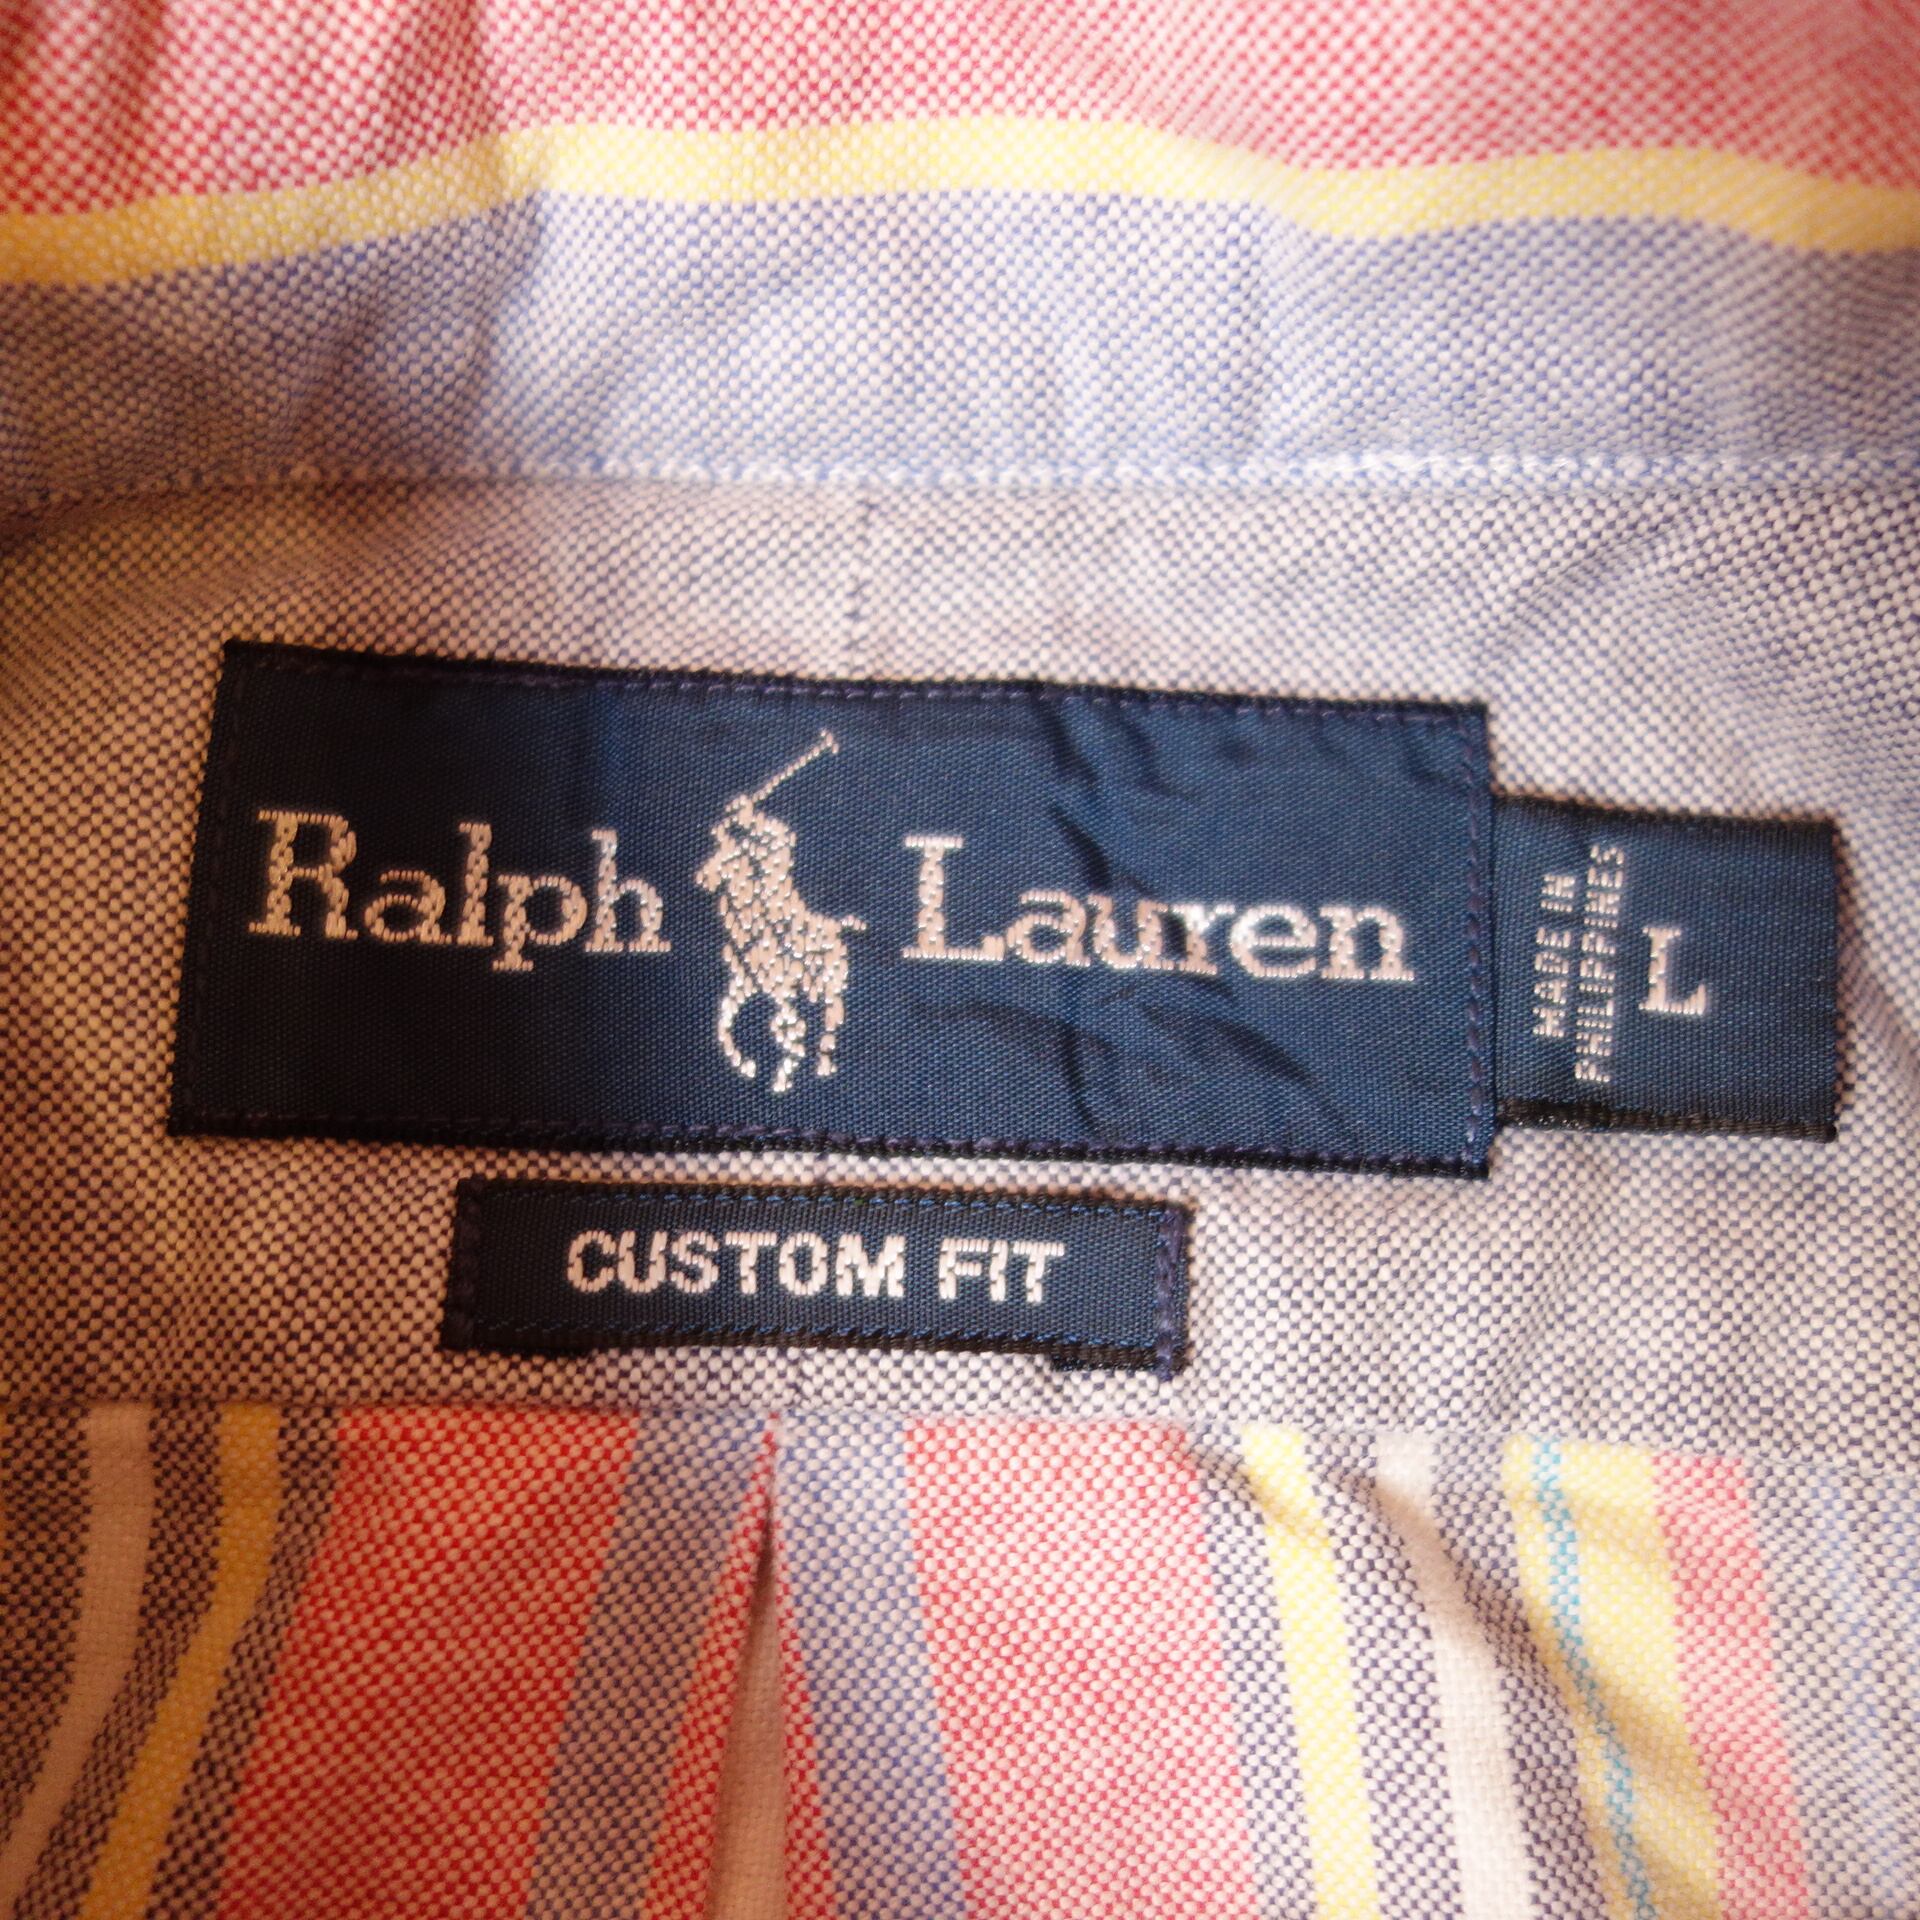 Ralph Lauren
MADE IN
PHILIPPINES
L
CUSTOM FIT